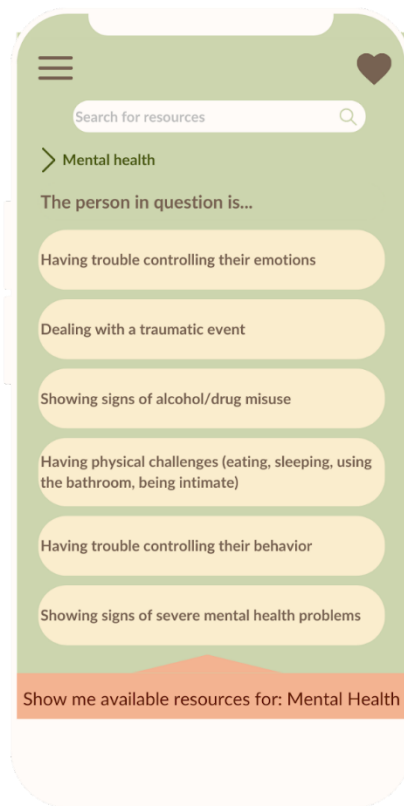 Search for resources
Mental health
The person in question is...
Having trouble controlling their emotions
Dealing with a traumatic event
Showing signs of alcohol/drug misuse
Having physical challenges (eating, sleeping, using
the bathroom, being intimate)
Having trouble controlling their behavior
Showing signs of severe mental health problems
Show me available resources for: Mental Health